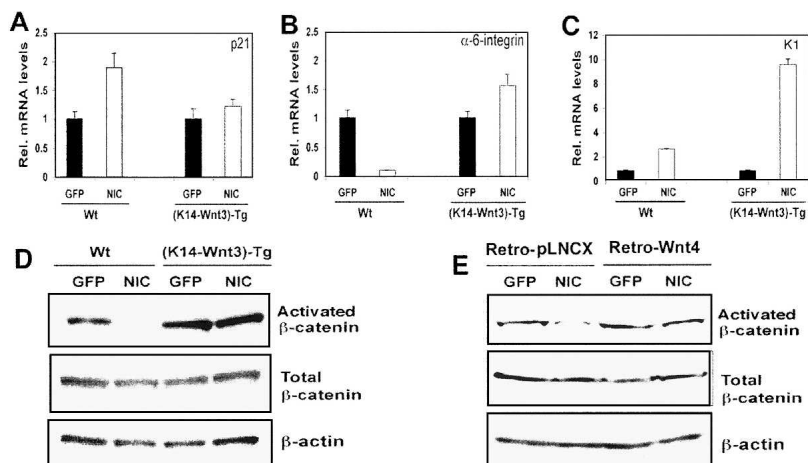 A
p21
Rel. mRNA levels
2.5
2
1.5
1
0.5
0
GFP NIC GFP NIC
Wt (K14-Wnt3)-Tg
B
α-6-integrin
Rel. mRNA levels
2
1.5
1
0.5
0
GFP NIC GFP NIC
Wt (K14-Wnt3)-Tg
C
K1
Rel. mRNA levels
12
10
8
6
4
2
0
GFP NIC GFP NIC
Wt (K14-Wnt3)-Tg
D
Wt (K14-Wnt3)-Tg
GFP NIC GFP NIC
Activated
β-catenin
Total
β-catenin
β-actin
E
Retro-pLNCX Retro-Wnt4
GFP NIC GFP NIC
Activated
β-catenin
Total
β-catenin
β-actin